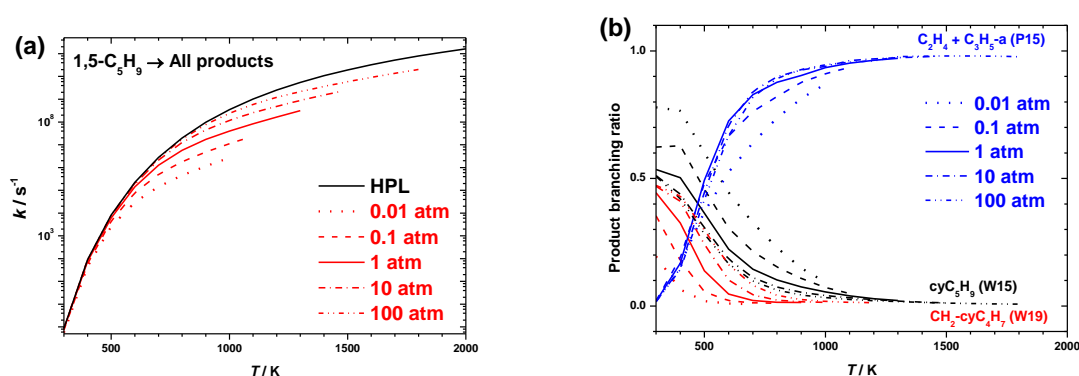 (a)
1,5-C5H9 → All products
k / s-1
10^8
10^3
HPL
0.01 atm
0.1 atm
1 atm
10 atm
100 atm
500 1000 1500 2000
T / K
(b)
C2H4 + C3H5-a (P15)
Product branching ratio
1.0
0.5
0.0
0.01 atm
0.1 atm
1 atm
10 atm
100 atm
cyC5H9 (W15)
CH2-cyC4H7 (W19)
500 1000 1500 2000
T / K